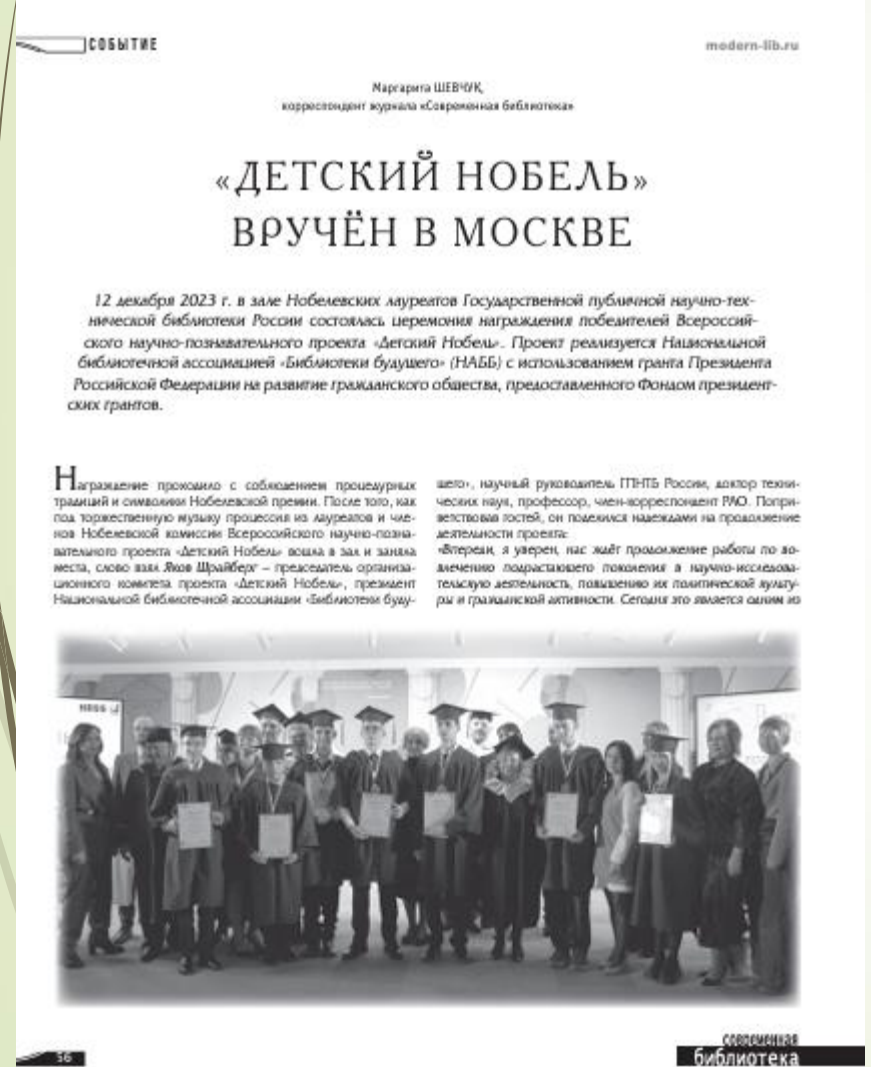 СОБЫТИЕ
modern-lib.ru
Маргарита ШЕВЧУК,
корреспондент журнала «Современная библиотека»
«ДЕТСКИЙ НОБЕЛЬ»
ВРУЧЁН В МОСКВЕ
12 декабря 2023 г. в зале Нобелевских лауреатов Государственной публичной научно-тех-
нической библиотеки России состоялась церемония награждения победителей Всероссий-
ского научно-познавательного проекта «Детский Нобель». Проект реализуется Национальной
библиотечной ассоциацией «Библиотеки будущего» (НАББ) с использованием гранта Президента
Российской Федерации на развитие гражданского общества, предоставленного Фондом президент-
ских грантов.
Награждение проходило с соблюдением процедурных
традиций и символики Нобелевской премии. После того, как
под торжественную музыку процессия из лауреатов и чле-
нов Нобелевской комиссии Всероссийского научно-позна-
вательного проекта «Детский Нобель» вошла в зал и заняла
места, слово взял Яков Шрайберг – председатель организа-
ционного комитета проекта «Детский Нобель», президент
Национальной библиотечной ассоциации «Библиотеки буду-
щего», научный руководитель ГПНТБ России, доктор техни-
ческих наук, профессор, член-корреспондент РАО. Попри-
ветствовав гостей, он поделился надеждами на продолжение
деятельности проекта:
«Впереди, я уверен, нас ждёт продолжение работы по во-
влечению подрастающего поколения в научно-исследова-
тельскую деятельность, повышению их политической культу-
ры и гражданской активности. Сегодня это является одним из
НАББ
56
современная
библиотека